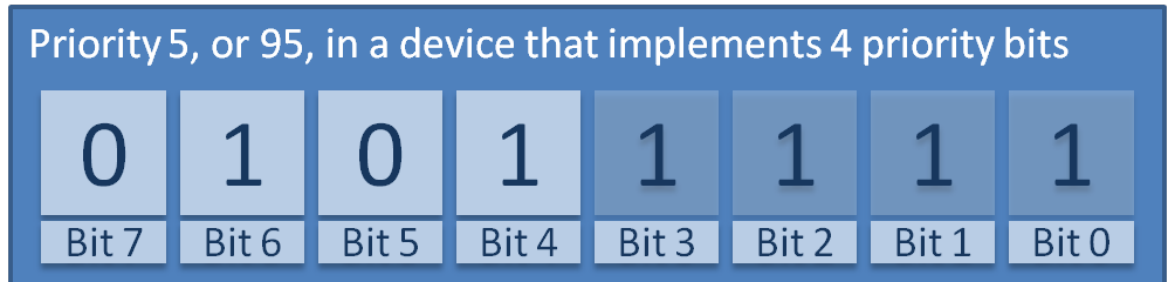 Priority 5, or 95, in a device that implements 4 priority bits
0 1 0 1 1 1 1 1
Bit 7 Bit 6 Bit 5 Bit 4 Bit 3 Bit 2 Bit 1 Bit 0